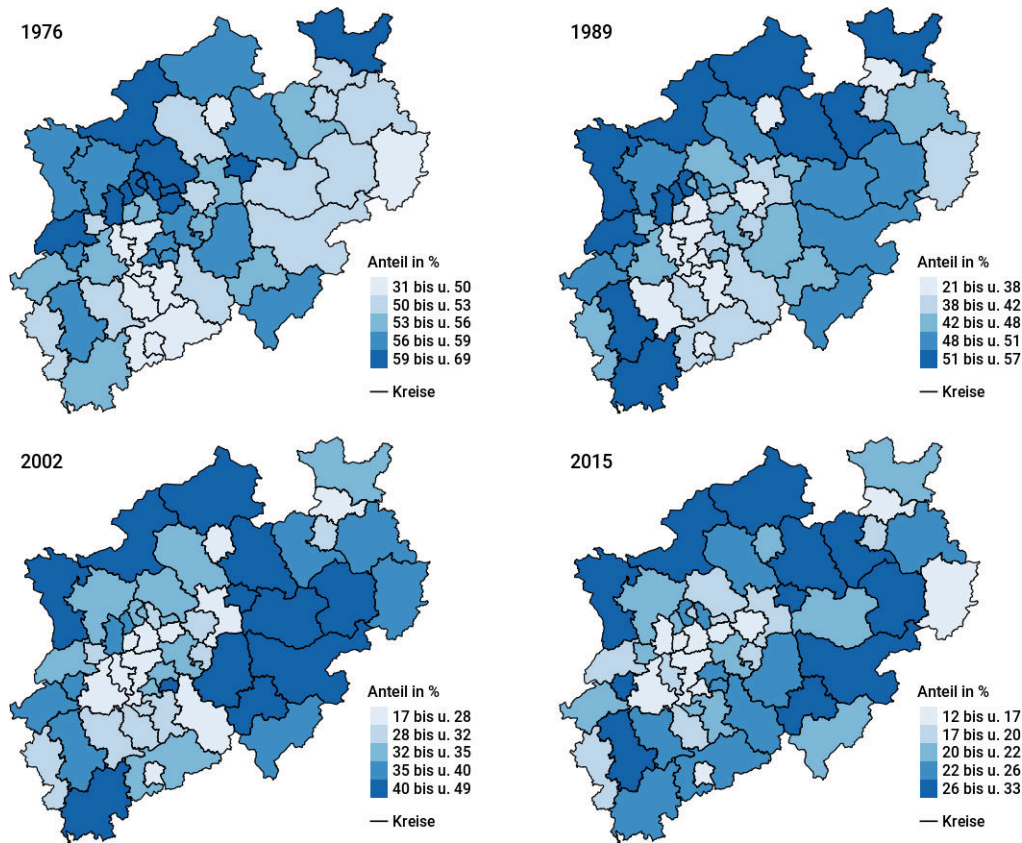 1976
Anteil in %
31 bis u. 50
50 bis u. 53
53 bis u. 56
56 bis u. 59
59 bis u. 69
Kreise
1989
Anteil in %
21 bis u. 38
38 bis u. 42
42 bis u. 48
48 bis u. 51
51 bis u. 57
Kreise
2002
Anteil in %
17 bis u. 28
28 bis u. 32
32 bis u. 35
35 bis u. 40
40 bis u. 49
Kreise
2015
Anteil in %
12 bis u. 17
17 bis u. 20
20 bis u. 22
22 bis u. 26
26 bis u. 33
Kreise